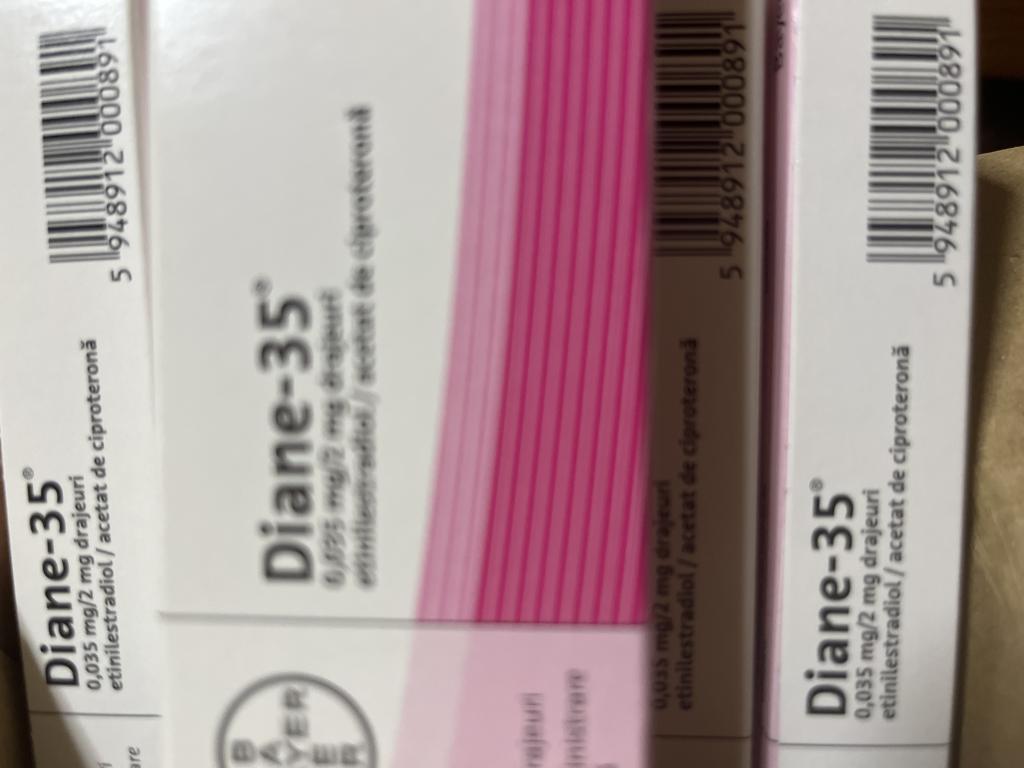 Diane-35®
0,035 mg/2 mg drajeuri
etinilestradiol / acetat de ciproteronă
5 948912 000891
are
Diane-35®
0,035 mg/2 mg drajeuri
etinilestradiol / acetat de ciproteronă
BAYER
BAYER
0,035 mg/2 mg drajeuri
etinilestradiol / acetat de ciproteronă
5 948912 000891
Diane-35®
0,035 mg/2 mg drajeuri
etinilestradiol / acetat de ciproteronă
5 948912 000891